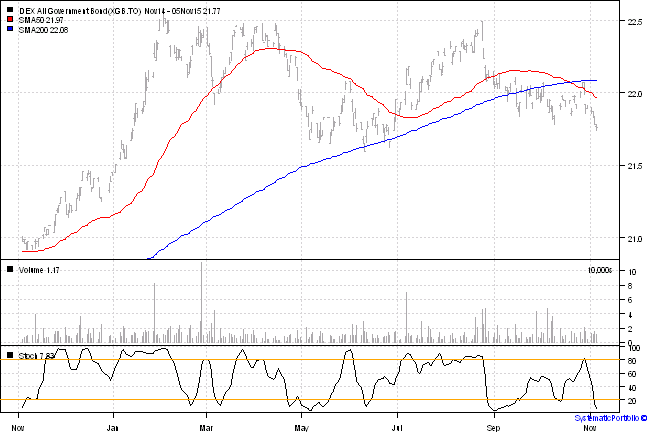 DEX All Government Bond(XGB.TO) Nov14 - 05Nov15 21.77
SMA50 21.97
SMA200 22.08
22.5
22.0
21.5
21.0
Volume 1.17
10,000s
10
8
6
4
2
0
Stoch 7.83
100
80
60
40
20
Nov Jan Mar May Jul Sep Nov
SystematicPortfolio ©